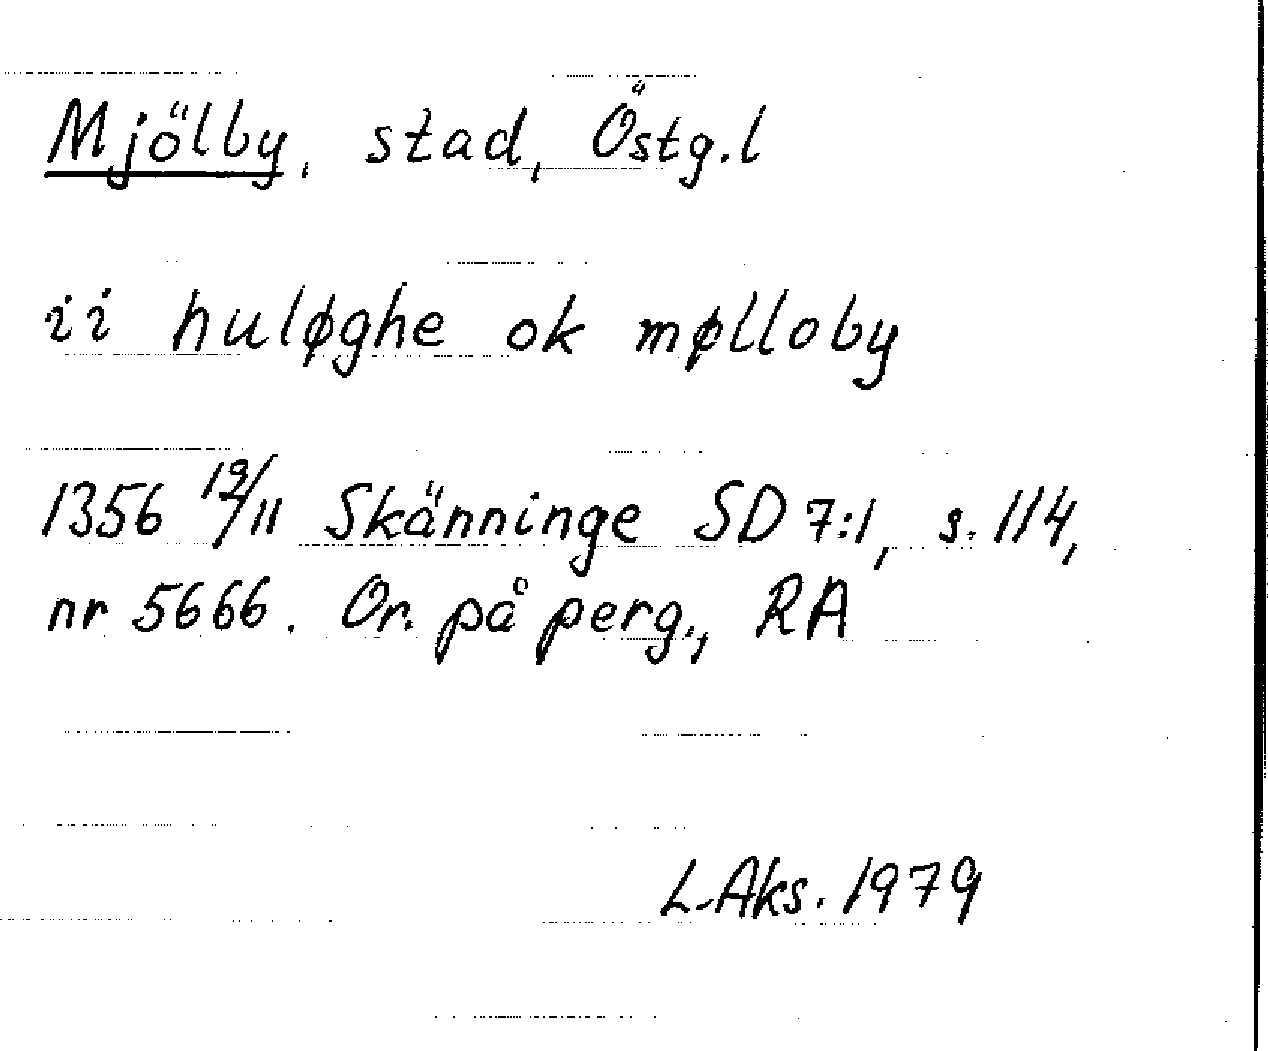 Mjölby, stad, Östg.l
ii huløghe ok mølloby
1356 19/11 Skänninge SD 7:1, s. 114,
nr 5666. Or. på perg., RA
L-Aks. 1979